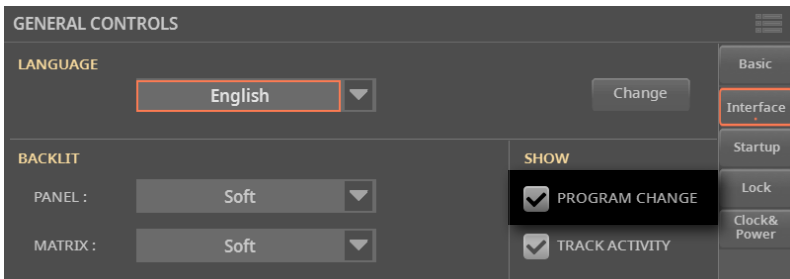 GENERAL CONTROLS
LANGUAGE
English
Change
BACKLIT
PANEL :
Soft
MATRIX :
Soft
SHOW
PROGRAM CHANGE
TRACK ACTIVITY
Basic
Interface
Startup
Lock
Clock&
Power